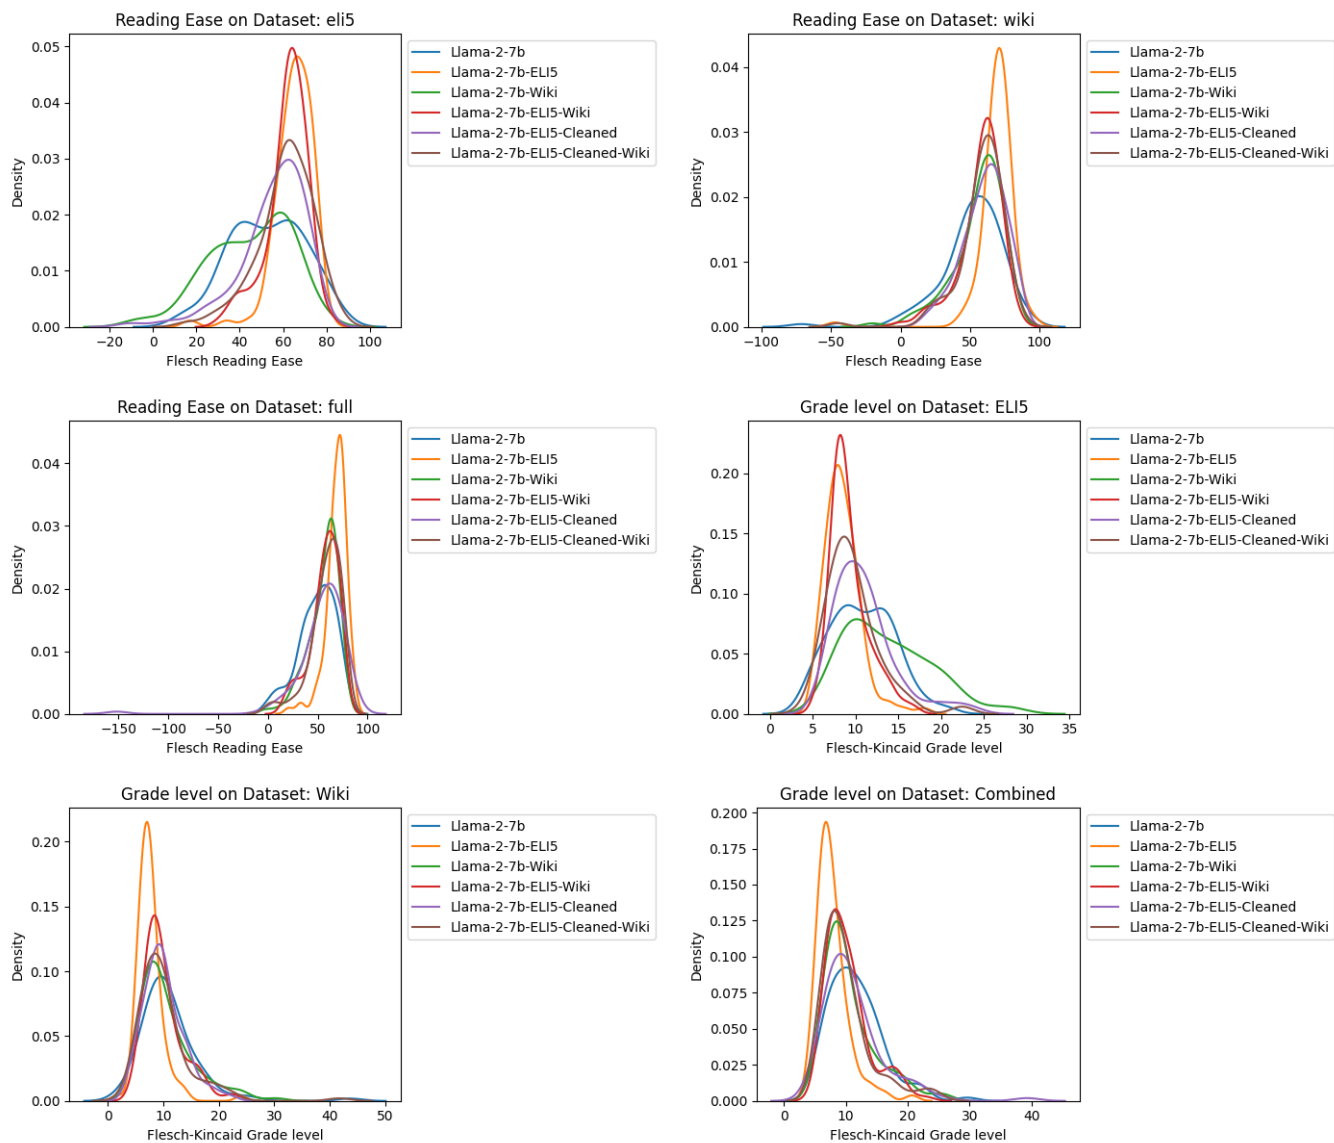 Reading Ease on Dataset: eli5
0.05
0.04
0.03
0.02
0.01
0.00
Density
−20
0
20
40
60
80
100
Flesch Reading Ease
Llama-2-7b
Llama-2-7b-ELI5
Llama-2-7b-Wiki
Llama-2-7b-ELI5-Wiki
Llama-2-7b-ELI5-Cleaned
Llama-2-7b-ELI5-Cleaned-Wiki
Reading Ease on Dataset: wiki
0.04
0.03
0.02
0.01
0.00
Density
−100
−50
0
50
100
Flesch Reading Ease
Llama-2-7b
Llama-2-7b-ELI5
Llama-2-7b-Wiki
Llama-2-7b-ELI5-Wiki
Llama-2-7b-ELI5-Cleaned
Llama-2-7b-ELI5-Cleaned-Wiki
Reading Ease on Dataset: full
0.04
0.03
0.02
0.01
0.00
Density
−150
−100
−50
0
50
100
Flesch Reading Ease
Llama-2-7b
Llama-2-7b-ELI5
Llama-2-7b-Wiki
Llama-2-7b-ELI5-Wiki
Llama-2-7b-ELI5-Cleaned
Llama-2-7b-ELI5-Cleaned-Wiki
Grade level on Dataset: ELI5
0.20
0.15
0.10
0.05
0.00
Density
0
5
10
15
20
25
30
35
Flesch-Kincaid Grade level
Llama-2-7b
Llama-2-7b-ELI5
Llama-2-7b-Wiki
Llama-2-7b-ELI5-Wiki
Llama-2-7b-ELI5-Cleaned
Llama-2-7b-ELI5-Cleaned-Wiki
Grade level on Dataset: Wiki
0.20
0.15
0.10
0.05
0.00
Density
0
10
20
30
40
50
Flesch-Kincaid Grade level
Llama-2-7b
Llama-2-7b-ELI5
Llama-2-7b-Wiki
Llama-2-7b-ELI5-Wiki
Llama-2-7b-ELI5-Cleaned
Llama-2-7b-ELI5-Cleaned-Wiki
Grade level on Dataset: Combined
0.200
0.175
0.150
0.125
0.100
0.075
0.050
0.025
0.000
Density
0
10
20
30
40
Flesch-Kincaid Grade level
Llama-2-7b
Llama-2-7b-ELI5
Llama-2-7b-Wiki
Llama-2-7b-ELI5-Wiki
Llama-2-7b-ELI5-Cleaned
Llama-2-7b-ELI5-Cleaned-Wiki